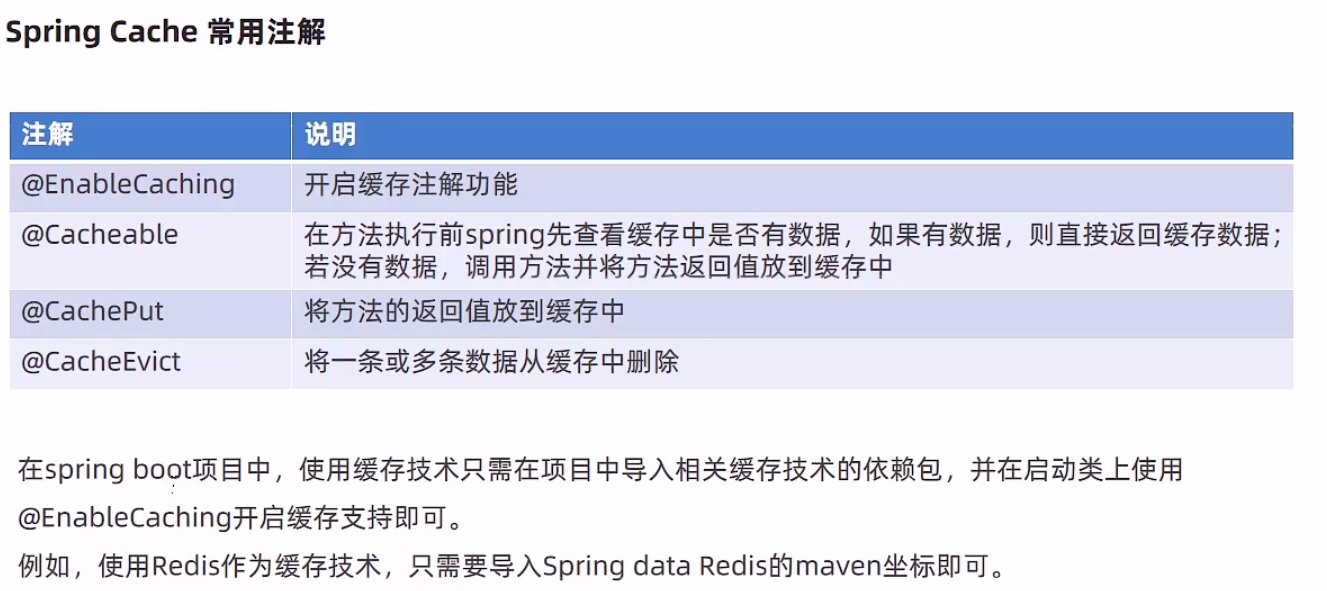 Spring Cache 常用注解
注解 说明
@EnableCaching 开启缓存注解功能
@Cacheable 在方法执行前spring先查看缓存中是否有数据，如果有数据，则直接返回缓存数据；
若没有数据，调用方法并将方法返回值放到缓存中
@CachePut 将方法的返回值放到缓存中
@CacheEvict 将一条或多条数据从缓存中删除
在spring boot项目中，使用缓存技术只需在项目中导入相关缓存技术的依赖包，并在启动类上使用
@EnableCaching开启缓存支持即可。
例如，使用Redis作为缓存技术，只需要导入Spring data Redis的maven坐标即可。